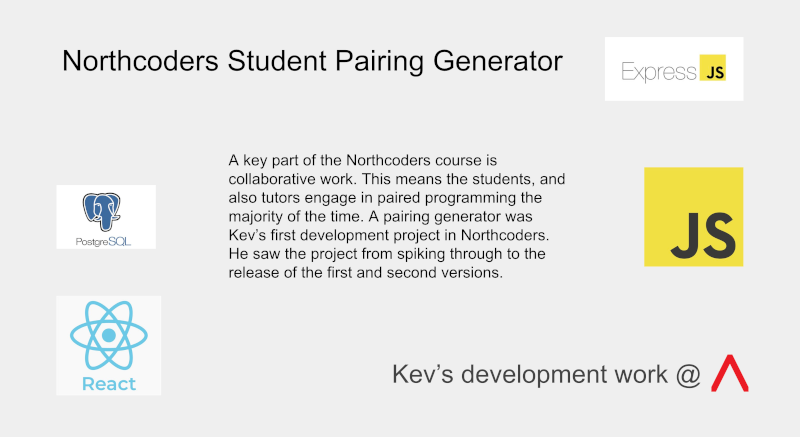 Northcoders Student Pairing Generator
Express JS
A key part of the Northcoders course is
collaborative work. This means the students, and
also tutors engage in paired programming the
majority of the time. A pairing generator was
Kev’s first development project in Northcoders.
He saw the project from spiking through to the
release of the first and second versions.
PostgreSQL
JS
React
Kev’s development work @